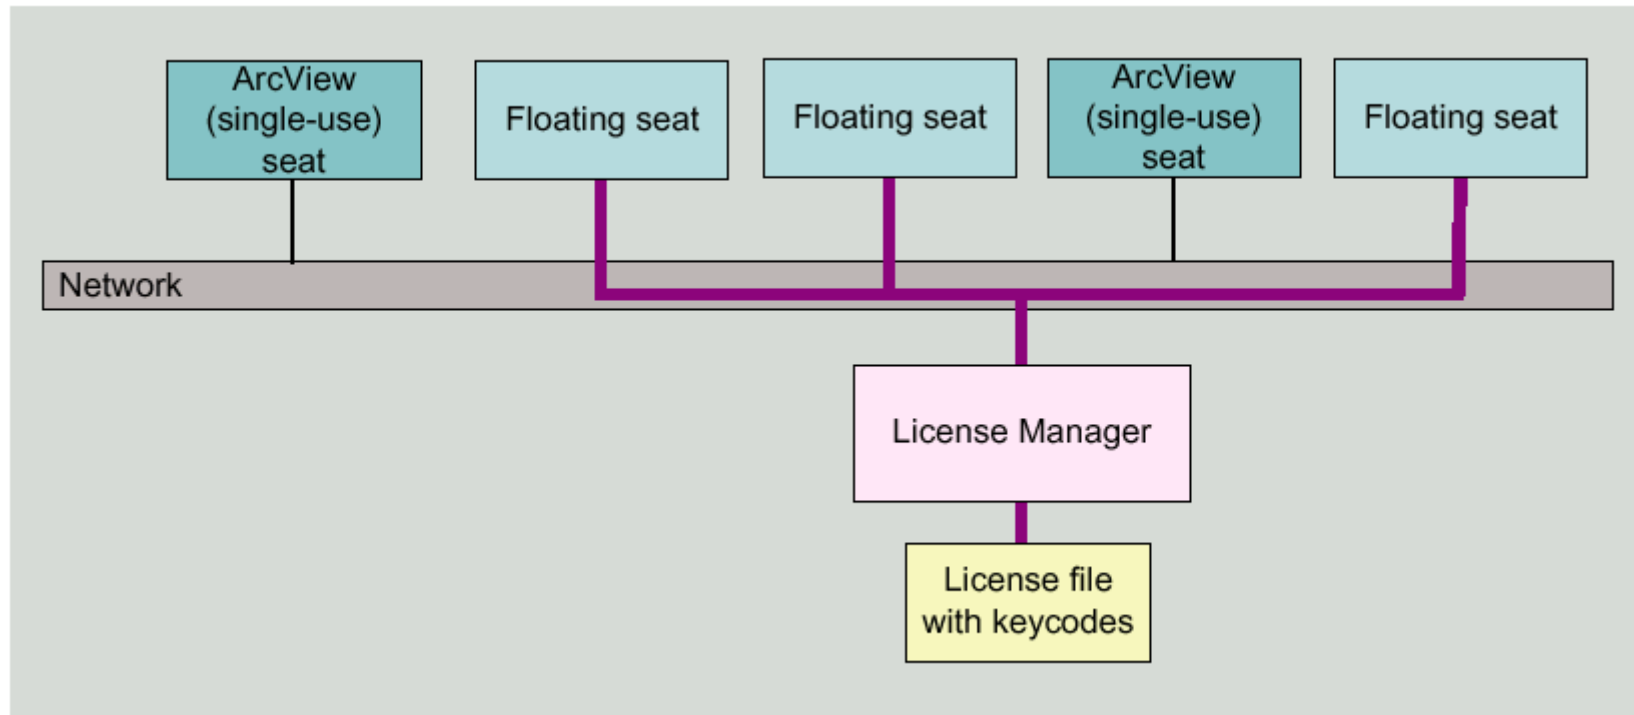 ArcView
(single-use)
seat
Floating seat
Floating seat
ArcView
(single-use)
seat
Floating seat
Network
License Manager
License file
with keycodes